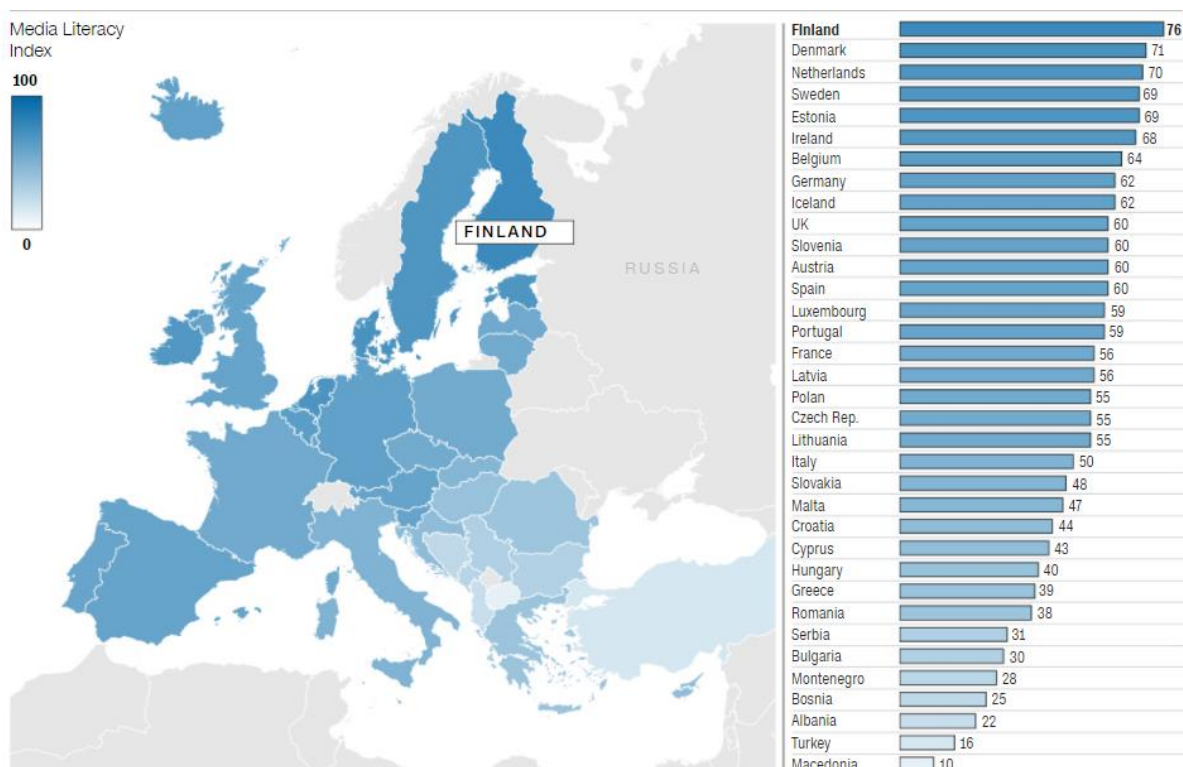 Media Literacy
Index
100
0
FINLAND
RUSSIA
Finland 76
Denmark 71
Netherlands 70
Sweden 69
Estonia 69
Ireland 68
Belgium 64
Germany 62
Iceland 62
UK 60
Slovenia 60
Austria 60
Spain 60
Luxembourg 59
Portugal 59
France 56
Latvia 56
Polan 55
Czech Rep. 55
Lithuania 55
Italy 50
Slovakia 48
Malta 47
Croatia 44
Cyprus 43
Hungary 40
Greece 39
Romania 38
Serbia 31
Bulgaria 30
Montenegro 28
Bosnia 25
Albania 22
Turkey 16
Macedonia 10